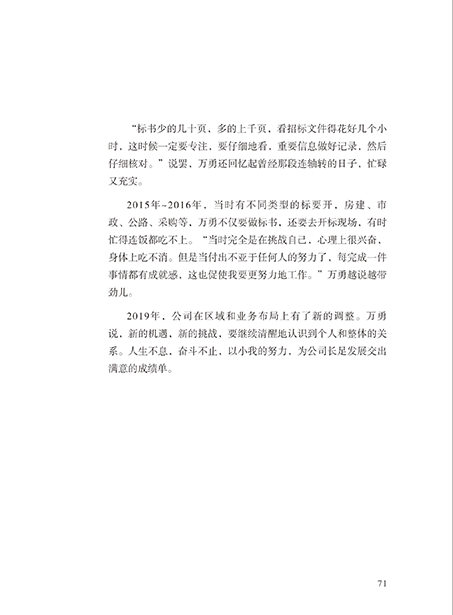 “标书少的几十页，多的上千页，看招标文件得花好几个小
时，这时候一定要专注，要仔细地看，重要信息做好记录，然后
仔细核对。”说罢，万勇还回忆起曾经那段连轴转的日子，忙碌
又充实。
2015年~2016年，当时有不同类型的标要开，房建、市
政、公路、采购等，万勇不仅要做标书，还要去开标现场，有时
忙得连饭都吃不上。“当时完全是在挑战自己，心理上很兴奋，
身体上吃不消。但是当付出不亚于任何人的努力了，每完成一件
事情都有成就感，这也促使我要更努力地工作。”万勇越说越带
劲儿。
2019年，公司在区域和业务布局上有了新的调整。万勇
说，新的机遇，新的挑战，要继续清醒地认识到个人和整体的关
系。人生不息，奋斗不止，以小我的努力，为公司长足发展交出
满意的成绩单。
71